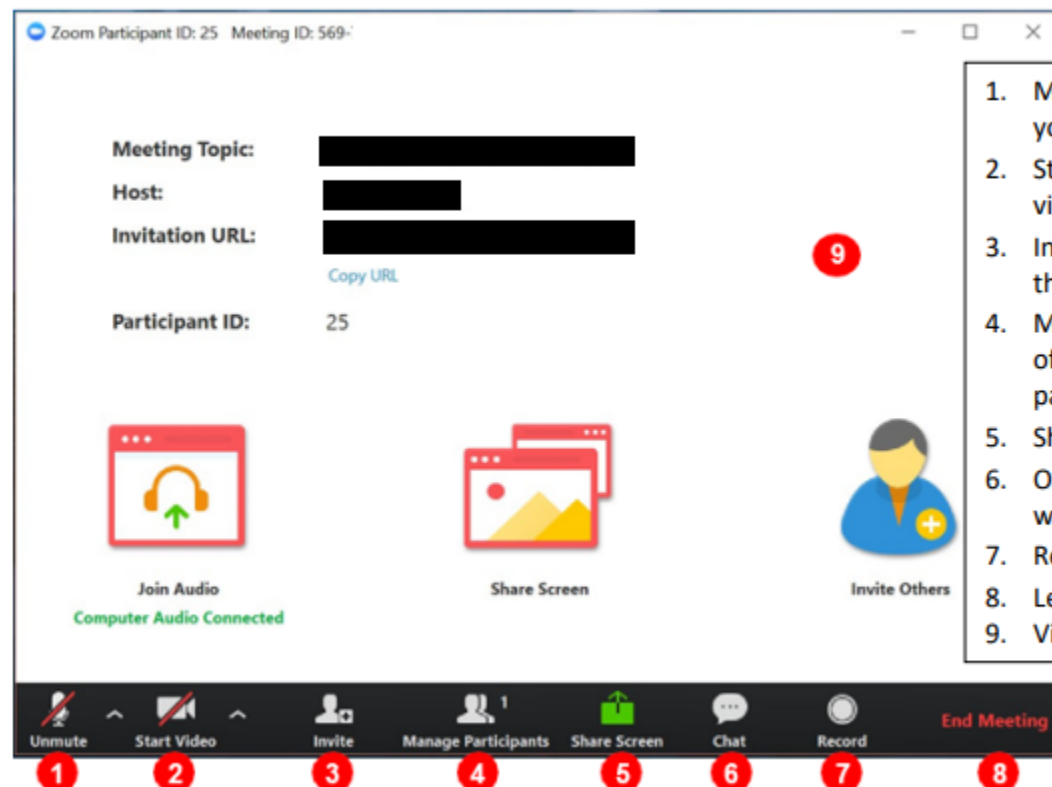 Zoom Participant ID: 25 Meeting ID: 569-
Meeting Topic:
Host:
Invitation URL:
Copy URL
Participant ID: 25
9
Join Audio
Computer Audio Connected
Share Screen
Invite Others
1.
2.
3.
4.
5.
6.
7.
8.
9.
Unmute
Start Video
Invite
1
Manage Participants
Share Screen
Chat
Record
End Meeting
1
2
3
4
5
6
7
8